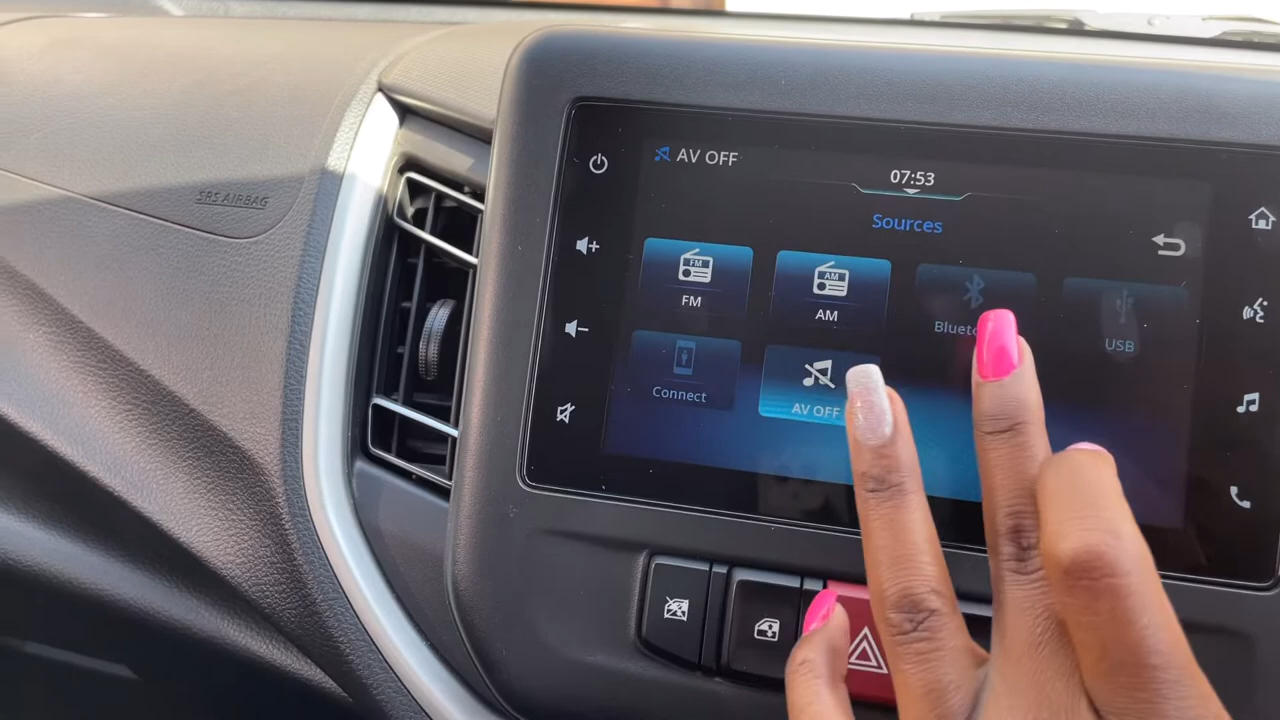 SRS AIRBAG
AV OFF
07:53
Sources
FM
FM
AM
AM
USB
Connect
AV OFF